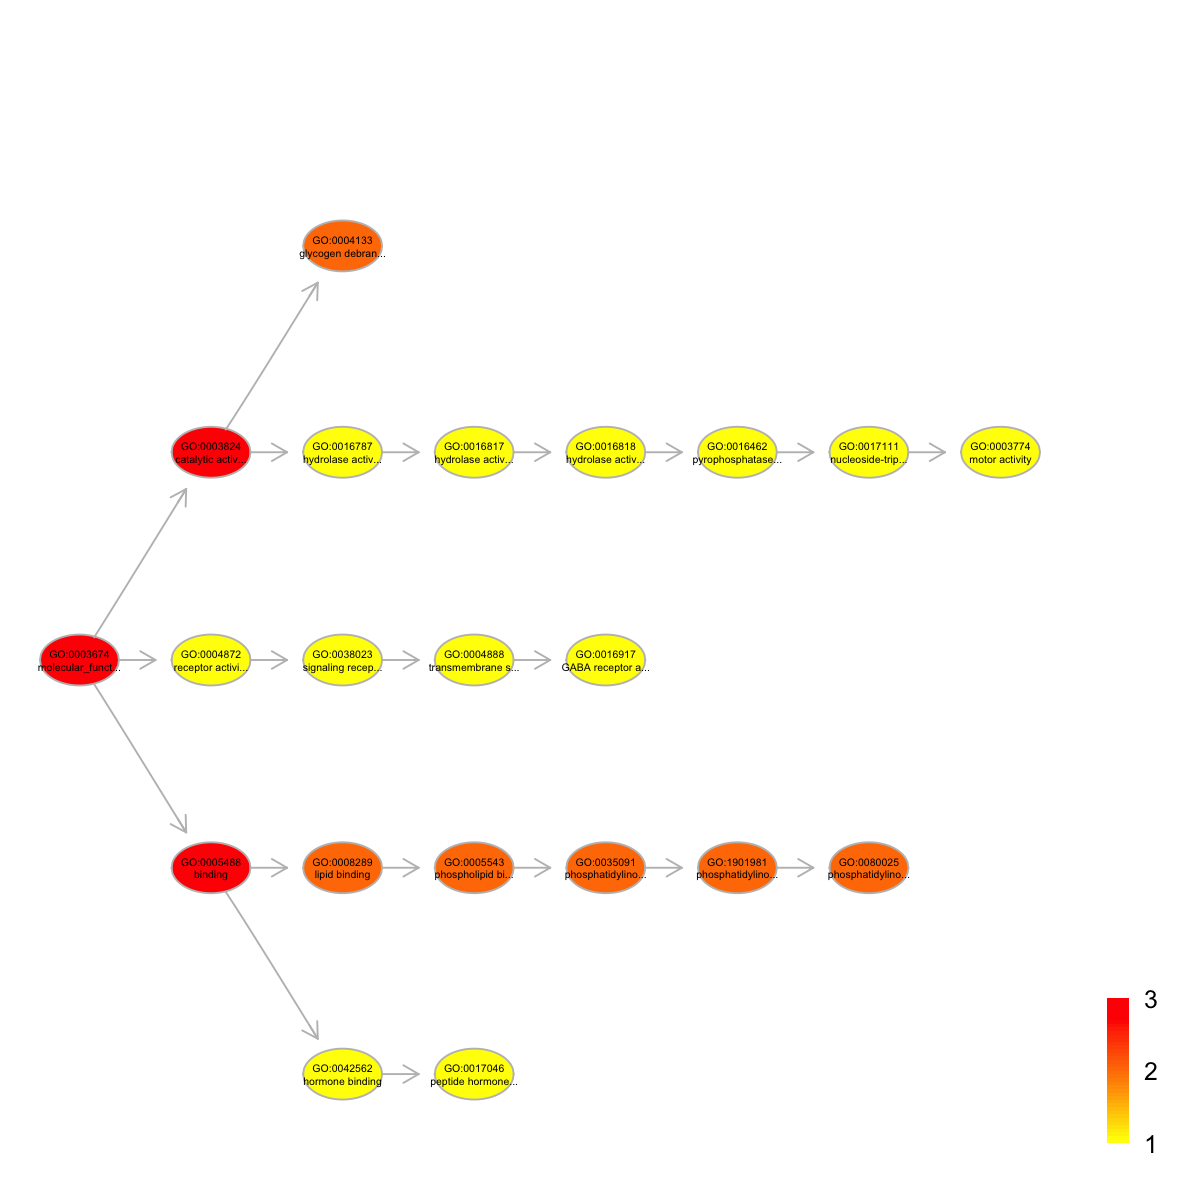 GO:0004133
glycogen debran...
GO:0003824
catalytic activ...
GO:0016787
hydrolase activ...
GO:0016817
hydrolase activ...
GO:0016818
hydrolase activ...
GO:0016462
pyrophosphatase...
GO:0017111
nucleoside-trip...
GO:0003774
motor activity
GO:0003674
molecular_funct...
GO:0004872
receptor activi...
GO:0038023
signaling recep...
GO:0004888
transmembrane s...
GO:0016917
GABA receptor a...
GO:0005488
binding
GO:0008289
lipid binding
GO:0005543
phospholipid bi...
GO:0035091
phosphatidylino...
GO:1901981
phosphatidylino...
GO:0080025
phosphatidylino...
GO:0042562
hormone binding
GO:0017046
peptide hormone...
3
2
1